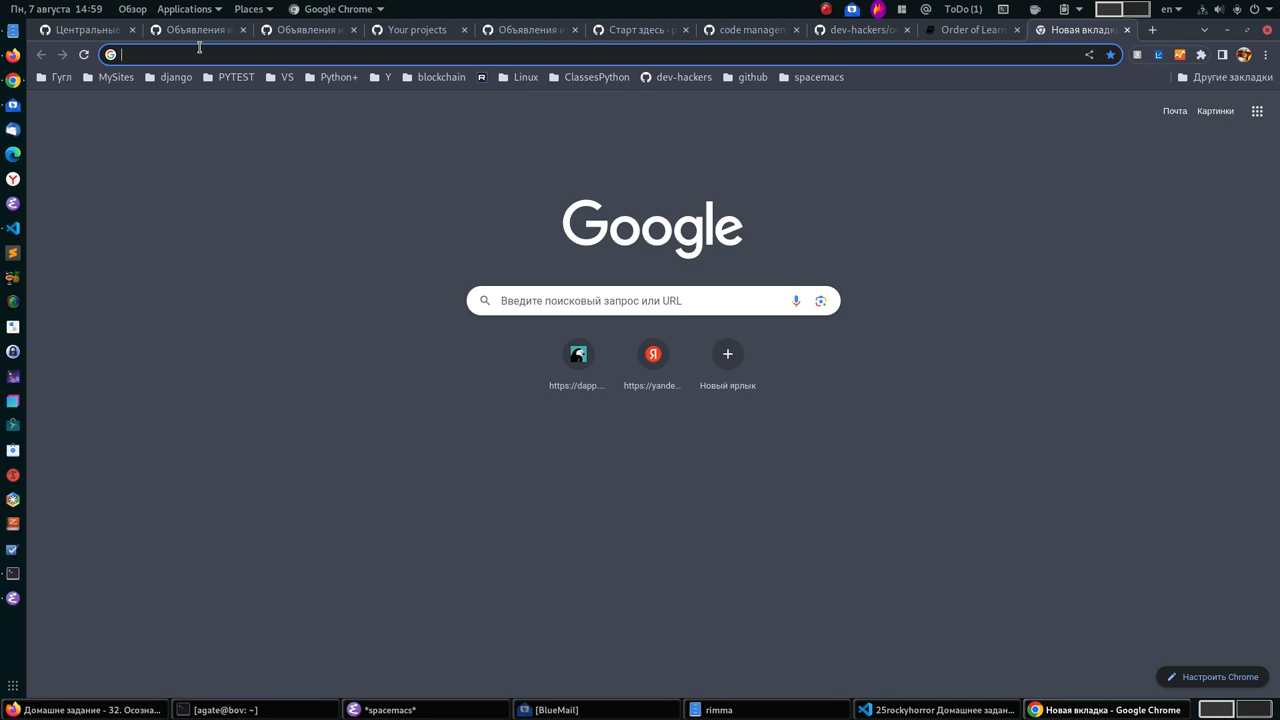 Пн, 7 августа 14:59
Обзор
Applications
Places
Google Chrome
ToDo (1)
en
Центральные
Объявления и
Объявления и
Your projects
Объявления и
Старт здесь - р
code managem
dev-hackers/o
Order of Learn
Новая вкладка
Гугл
MySites
django
PYTEST
VS
Python+
Y
blockchain
Linux
ClassesPython
dev-hackers
github
spacemacs
Другие закладки
Почта
Картинки
Google
Введите поисковый запрос или URL
https://dapp....
https://yande...
Новый ярлык
Настроить Chrome
Домашнее задание - 32. Осозна...
[agate@bov: ~]
*spacemacs*
[BlueMail]
rimma
25rockyhorror Домашнее задан...
Новая вкладка - Google Chrome